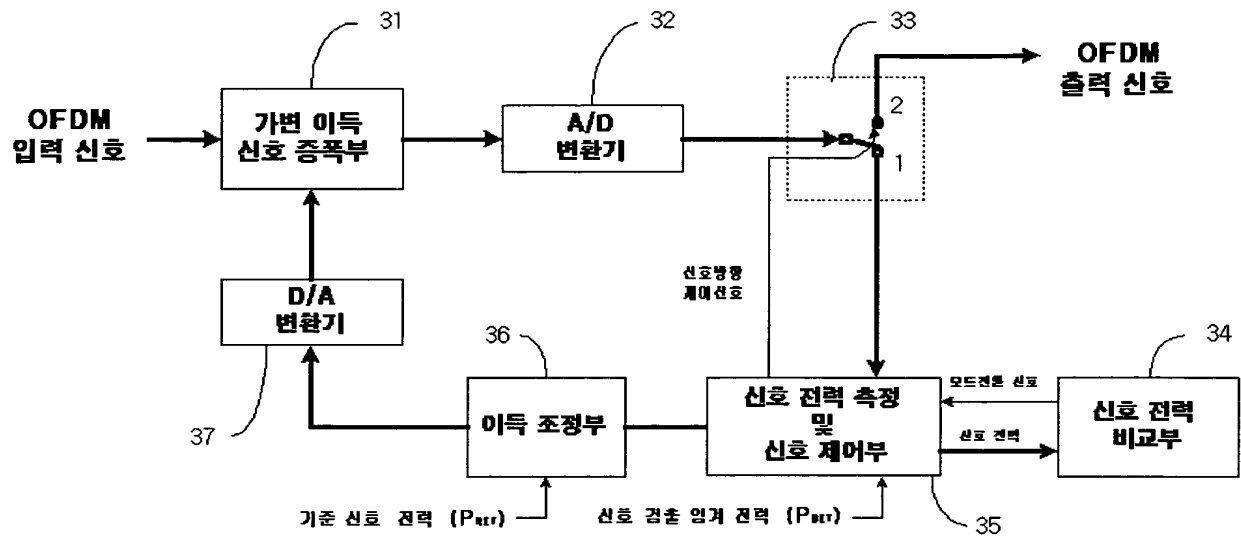 31
32
33
OFDM
출력 신호
OFDM
입력 신호
가변 이득
신호 증폭부
A/D
변환기
2
1
신호방향
제어신호
D/A
변환기
37
36
34
이득 조정부
신호 전력 측정
및
신호 제어부
모드전환 신호
신호 전력
신호 전력
비교부
기준 신호 전력 (PREF)
신호 검출 임계 전력 (PDET)
35